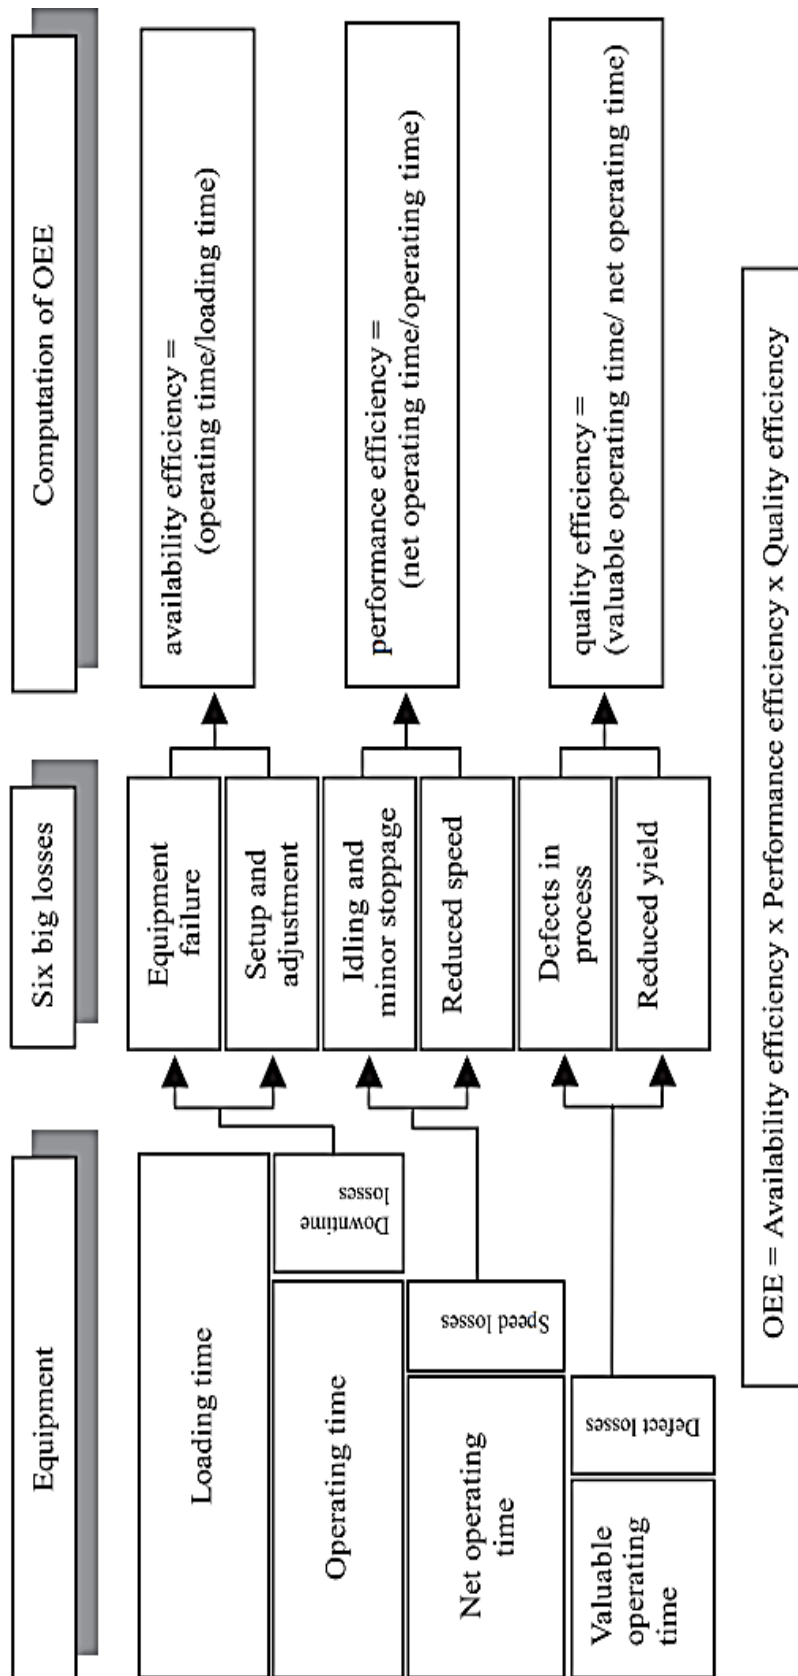 Equipment
Six big losses
Computation of OEE
Loading time
Operating time
Downtime
losses
Net operating
time
Speed losses
Valuable
operating
time
Defect losses
Equipment
failure
Setup and
adjustment
Idling and
minor stoppage
Reduced speed
Defects in
process
Reduced yield
availability efficiency =
(operating time/loading time)
performance efficiency =
(net operating time/operating time)
quality efficiency =
(valuable operating time/ net operating time)
OEE = Availability efficiency x Performance efficiency x Quality efficiency